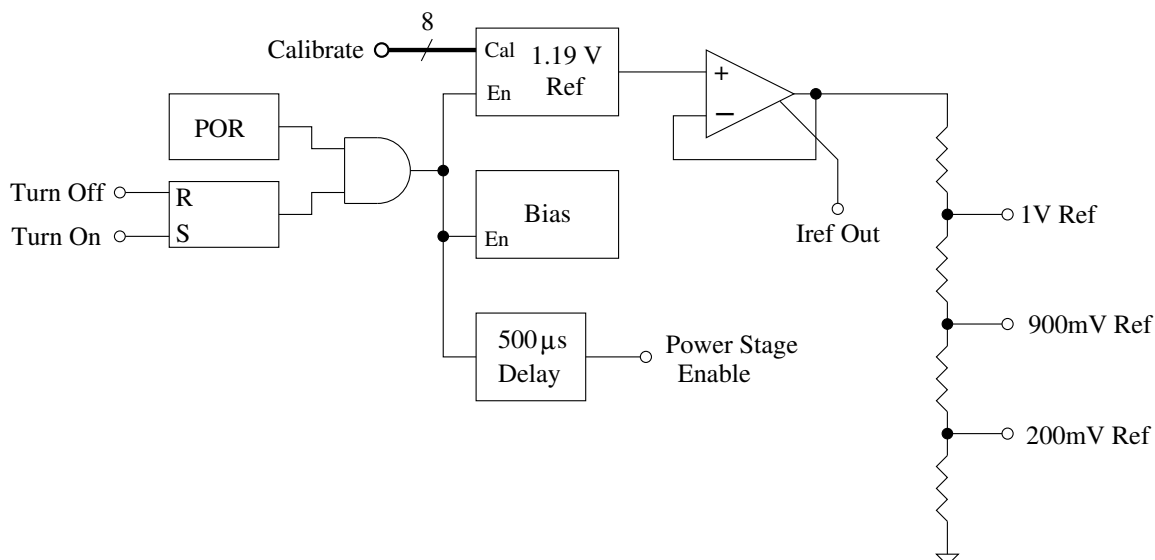 8
Calibrate
Cal
1.19 V
Ref
En
+
−
POR
Turn Off
R
Turn On
S
Bias
En
Iref Out
1V Ref
900mV Ref
500µs
Delay
Power Stage
Enable
200mV Ref